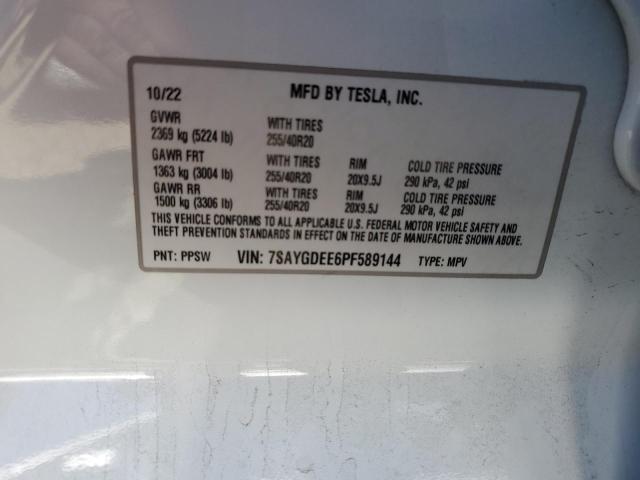 10/22 MFD BY TESLA, INC.
GVWR WITH TIRES
2369 kg (5224 lb) 255/40R20
GAWR FRT WITH TIRES RIM COLD TIRE PRESSURE
1363 kg (3004 lb) 255/40R20 20X9.5J 290 kPa, 42 psi
GAWR RR WITH TIRES RIM COLD TIRE PRESSURE
1500 kg (3306 lb) 255/40R20 20X9.5J 290 kPa, 42 psi
THIS VEHICLE CONFORMS TO ALL APPLICABLE U.S. FEDERAL MOTOR VEHICLE SAFETY AND
THEFT PREVENTION STANDARDS IN EFFECT ON THE DATE OF MANUFACTURE SHOWN ABOVE.
PNT: PPSW VIN: 7SAYGDEE6PF589144 TYPE: MPV